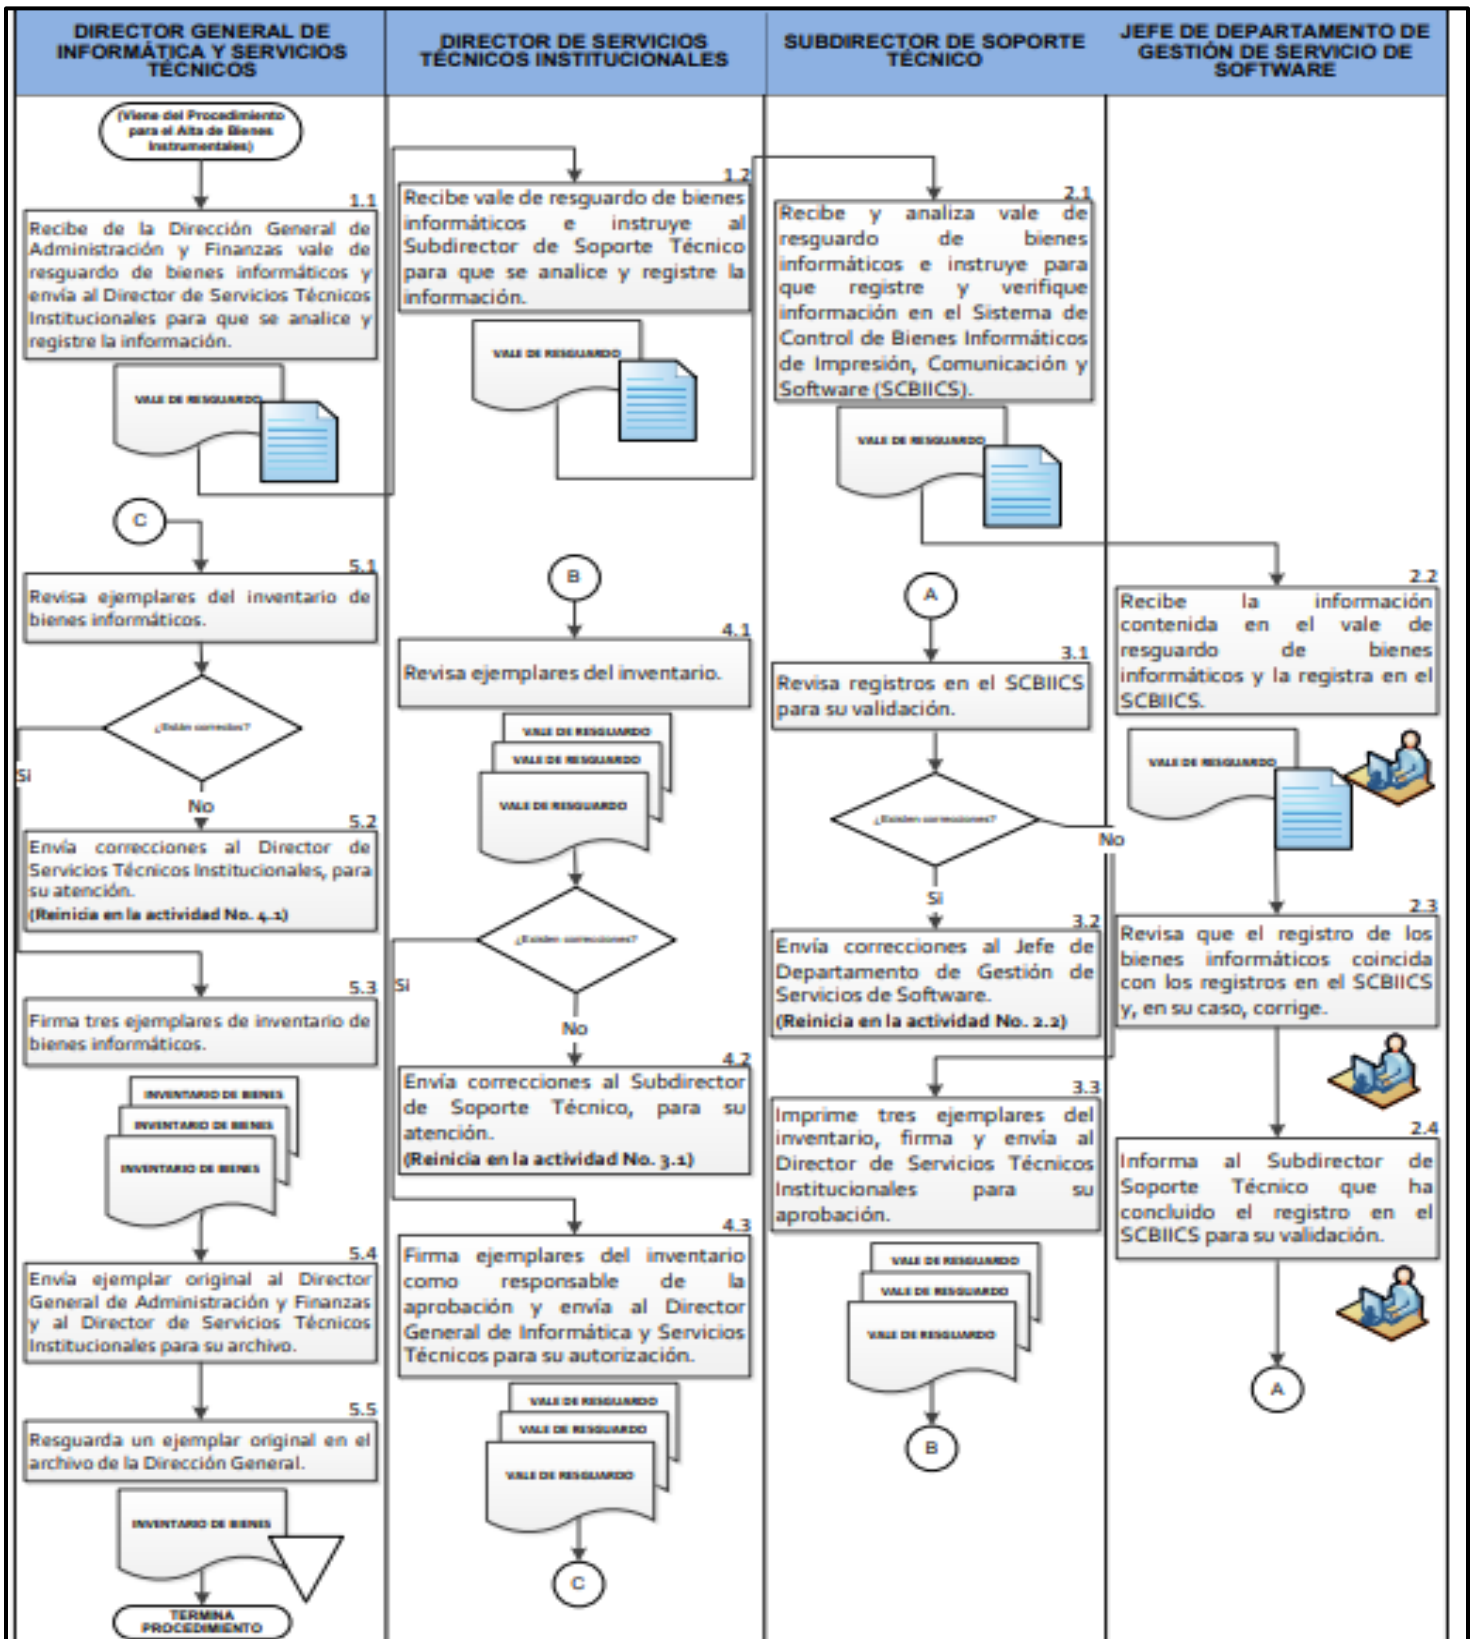 DIRECTOR GENERAL DE
INFORMÁTICA Y SERVICIOS
TÉCNICOS
DIRECTOR DE SERVICIOS
TÉCNICOS INSTITUCIONALES
SUBDIRECTOR DE SOPORTE
TÉCNICO
JEFE DE DEPARTAMENTO DE
GESTIÓN DE SERVICIO DE
SOFTWARE
(Viene del Procedimiento
para el Alta de Bienes
Instrumentales)
1.1
Recibe de la Dirección General de
Administración y Finanzas vale de
resguardo de bienes informáticos y
envía al Director de Servicios Técnicos
Institucionales para que se analice y
registre la información.
VALE DE RESGUARDO
C
5.1
Revisa ejemplares del inventario de
bienes informáticos.
¿Están correctos?
Si
No
5.2
Envía correcciones al Director de
Servicios Técnicos Institucionales, para
su atención.
(Reinicia en la actividad No. 4.1)
5.3
Firma tres ejemplares de inventario de
bienes informáticos.
INVENTARIO DE BIENES
INVENTARIO DE BIENES
INVENTARIO DE BIENES
5.4
Envía ejemplar original al Director
General de Administración y Finanzas
y al Director de Servicios Técnicos
Institucionales para su archivo.
5.5
Resguarda un ejemplar original en el
archivo de la Dirección General.
INVENTARIO DE BIENES
TERMINA
PROCEDIMIENTO
1.2
Recibe vale de resguardo de bienes
informáticos e instruye al
Subdirector de Soporte Técnico
para que se analice y registre la
información.
VALE DE RESGUARDO
B
4.1
Revisa ejemplares del inventario.
VALE DE RESGUARDO
VALE DE RESGUARDO
VALE DE RESGUARDO
¿Existen correcciones?
Si
No
4.2
Envía correcciones al Subdirector
de Soporte Técnico, para su
atención.
(Reinicia en la actividad No. 3.1)
4.3
Firma ejemplares del inventario
como responsable de la
aprobación y envía al Director
General de Informática y Servicios
Técnicos para su autorización.
VALE DE RESGUARDO
VALE DE RESGUARDO
VALE DE RESGUARDO
C
2.1
Recibe y analiza vale de
resguardo de bienes
informáticos e instruye para
que registre y verifique
información en el Sistema de
Control de Bienes Informáticos
de Impresión, Comunicación y
Software (SCBIICS).
VALE DE RESGUARDO
A
3.1
Revisa registros en el SCBIICS
para su validación.
¿Existen correcciones?
No
Si
3.2
Envía correcciones al Jefe de
Departamento de Gestión de
Servicios de Software.
(Reinicia en la actividad No. 2.2)
3.3
Imprime tres ejemplares del
inventario, firma y envía al
Director de Servicios Técnicos
Institucionales para su
aprobación.
VALE DE RESGUARDO
VALE DE RESGUARDO
VALE DE RESGUARDO
B
2.2
Recibe la información
contenida en el vale de
resguardo de bienes
informáticos y la registra en el
SCBIICS.
VALE DE RESGUARDO
2.3
Revisa que el registro de los
bienes informáticos coincida
con los registros en el SCBIICS
y, en su caso, corrige.
2.4
Informa al Subdirector de
Soporte Técnico que ha
concluido el registro en el
SCBIICS para su validación.
A